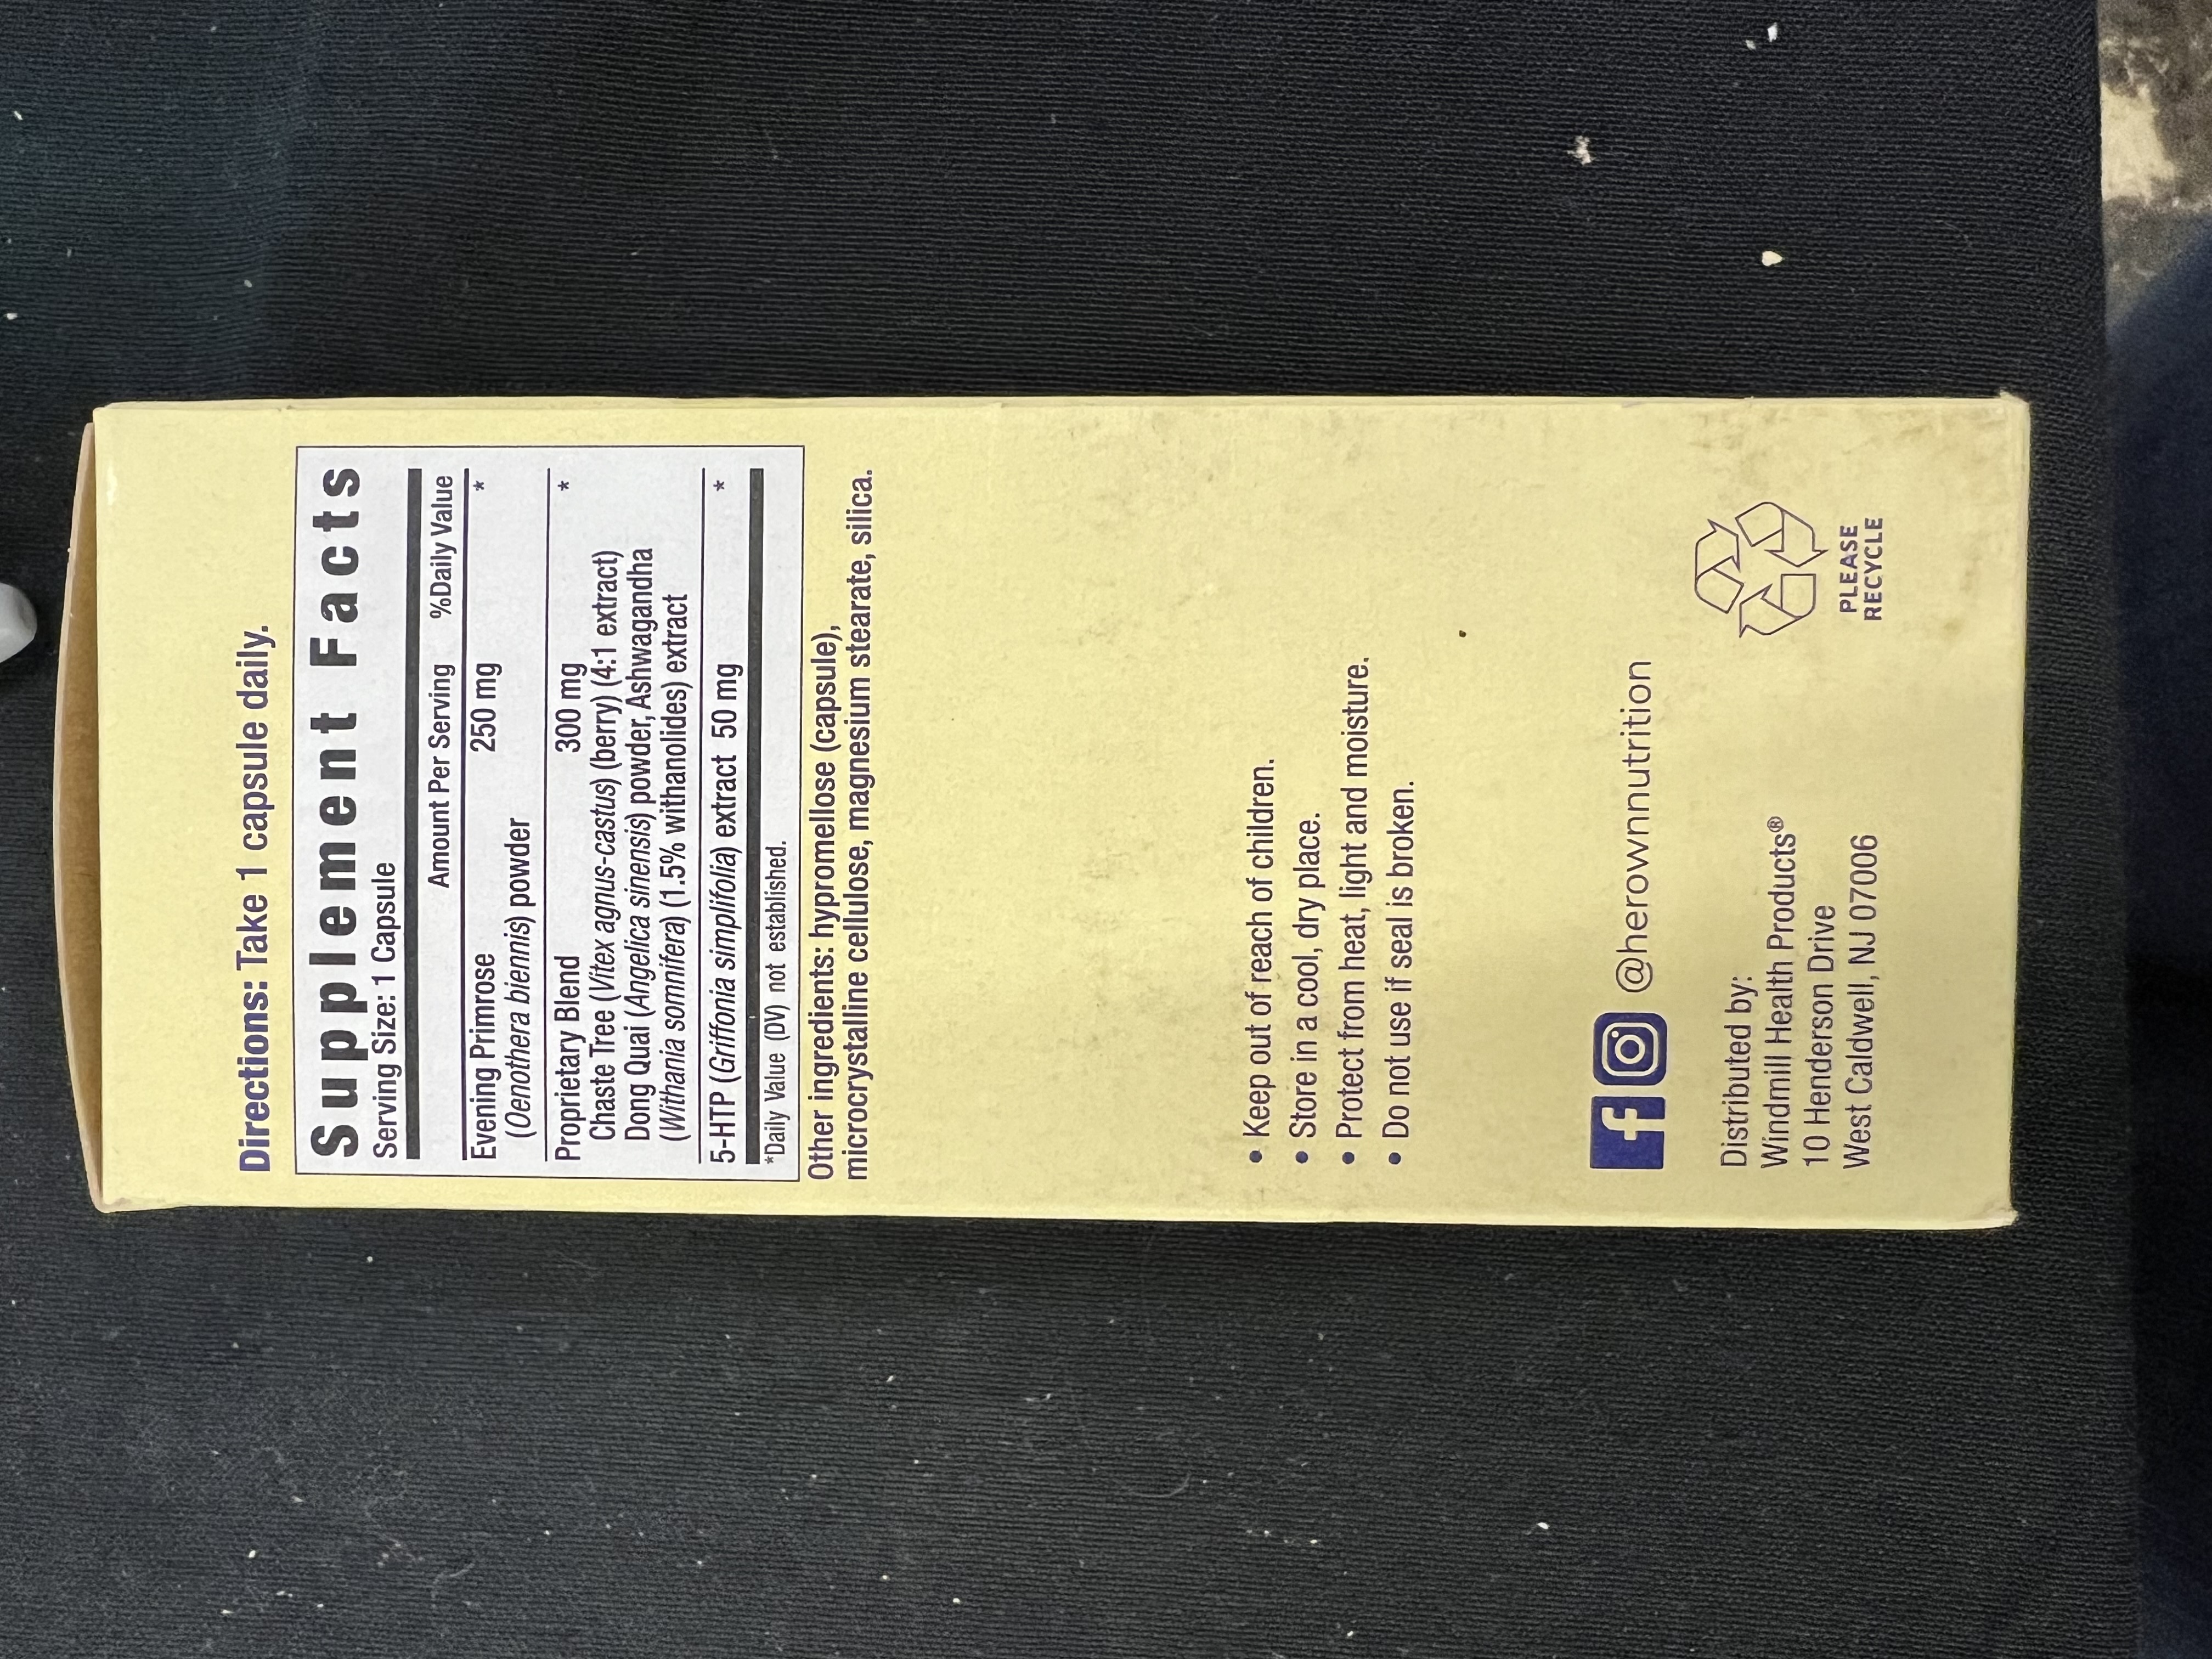 Directions: Take 1 capsule daily.
Supplement Facts
Serving Size: 1 Capsule
Amount Per Serving %Daily Value
Evening Primrose 250 mg *
(Oenothera biennis) powder
Proprietary Blend 300 mg *
Chaste Tree (Vitex agnus-castus) (berry) (4:1 extract)
Dong Quai (Angelica sinensis) powder, Ashwagandha
(Withania somnifera) (1.5% withanolides) extract
5-HTP (Griffonia simplifolia) extract 50 mg *
*Daily Value (DV) not established.
Other ingredients: hypromellose (capsule),
microcrystalline cellulose, magnesium stearate, silica.
• Keep out of reach of children.
• Store in a cool, dry place.
• Protect from heat, light and moisture.
• Do not use if seal is broken.
f @herownnutrition
Distributed by:
Windmill Health Products®
10 Henderson Drive
West Caldwell, NJ 07006
PLEASE
RECYCLE